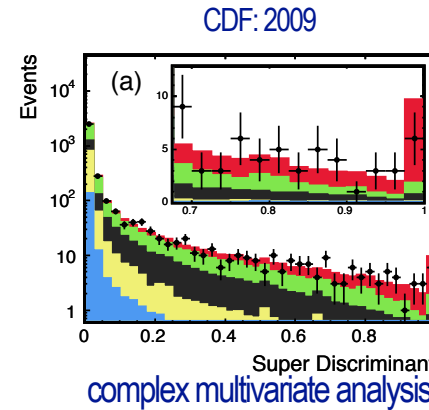 CDF: 2009
Events
(a)
10
5
0
0.7 0.8 0.9 1
10⁴
10³
10²
10
1
0 0.2 0.4 0.6 0.8
Super Discriminant
complex multivariate analysis